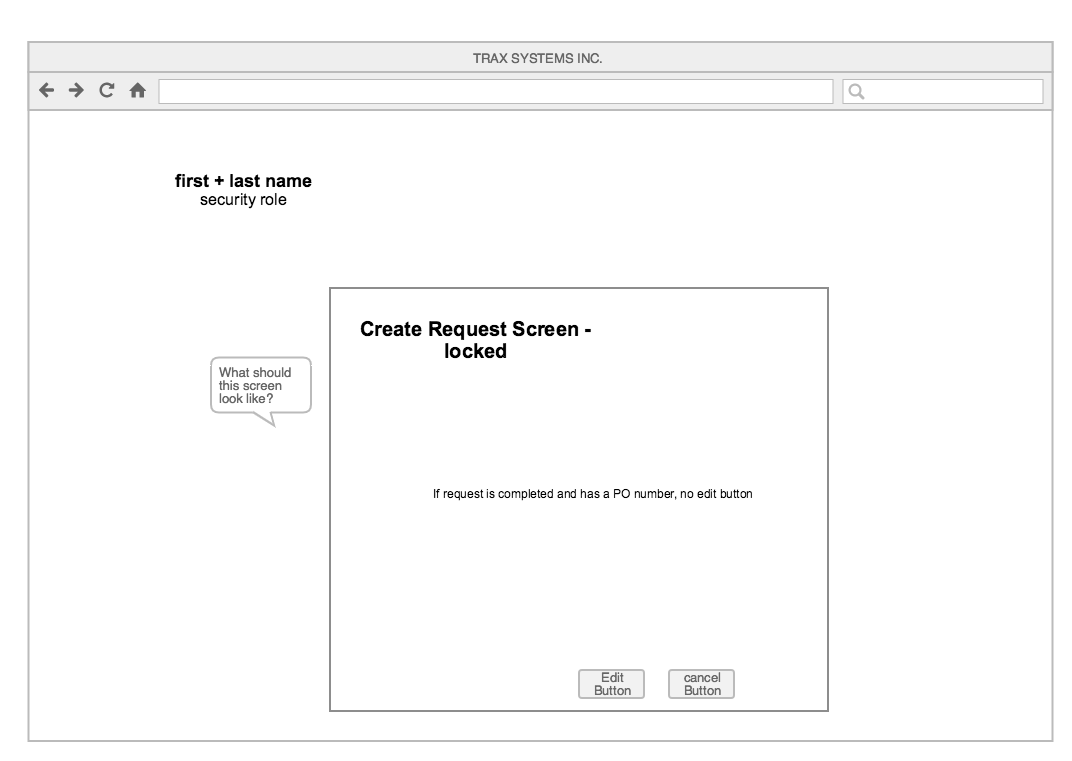 TRAX SYSTEMS INC.
first + last name
security role
Create Request Screen -
locked
What should
this screen
look like?
If request is completed and has a PO number, no edit button
Edit
Button
cancel
Button